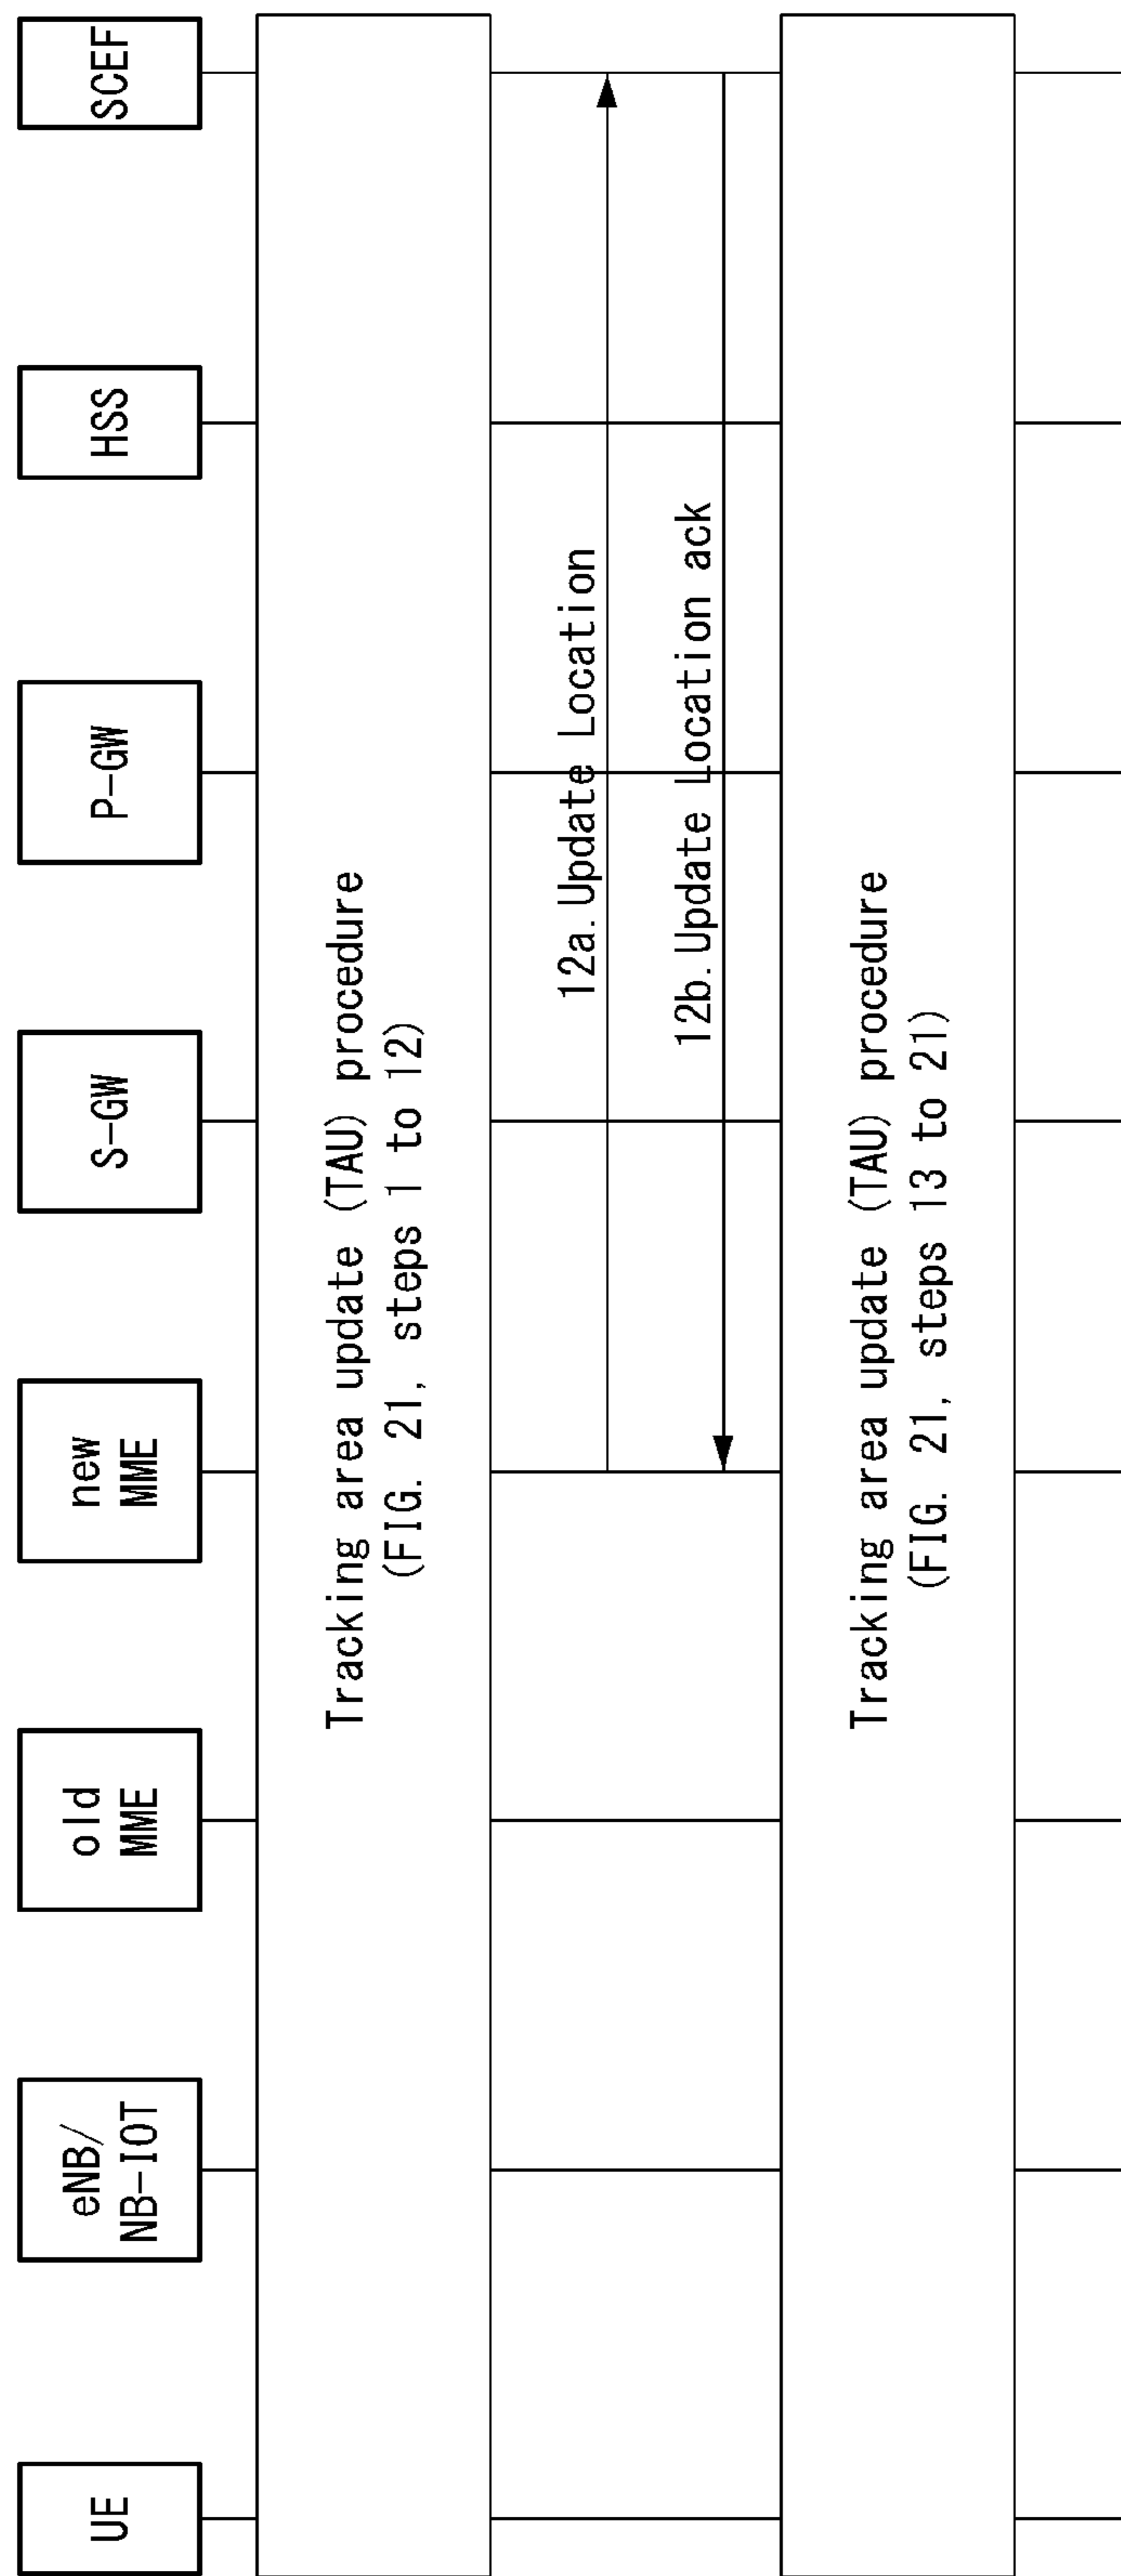 UE
eNB/
NB-IOT
old
MME
new
MME
S-GW
P-GW
HSS
SCEF
Tracking area update (TAU) procedure
(FIG. 21, steps 1 to 12)
12a. Update Location
12b. Update Location ack
Tracking area update (TAU) procedure
(FIG. 21, steps 13 to 21)